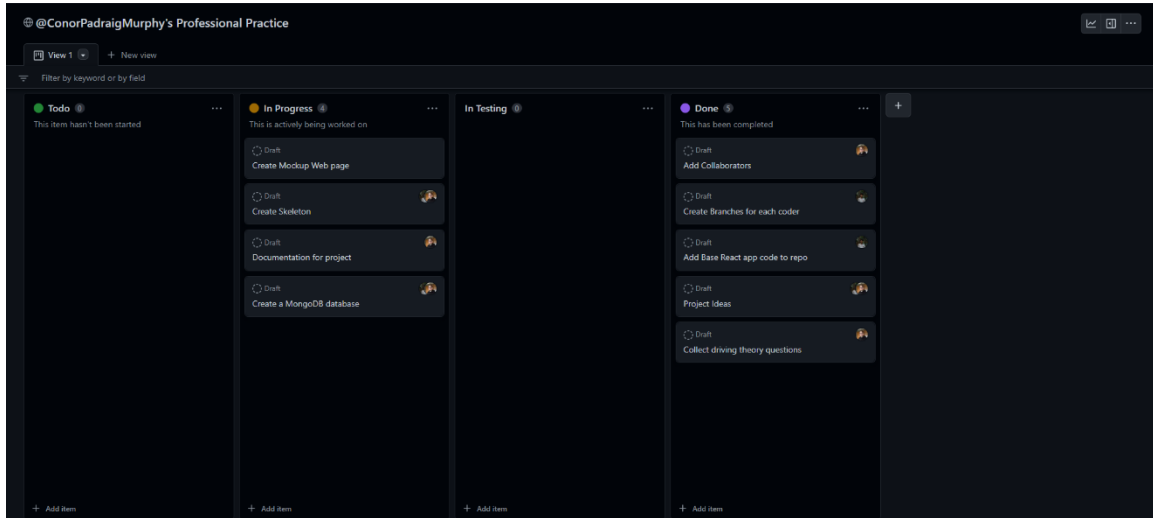 @ConorPadraigMurphy's Professional Practice
View 1
+ New view
Filter by keyword or by field
Todo 0
This item hasn't been started
+ Add item
In Progress 4
This is actively being worked on
Draft
Create Mockup Web page
Draft
Create Skeleton
Draft
Documentation for project
Draft
Create a MongoDB database
+ Add item
In Testing 0
+ Add item
Done 5
This has been completed
Draft
Add Collaborators
Draft
Create Branches for each coder
Draft
Add Base React app code to repo
Draft
Project Ideas
Draft
Collect driving theory questions
+ Add item